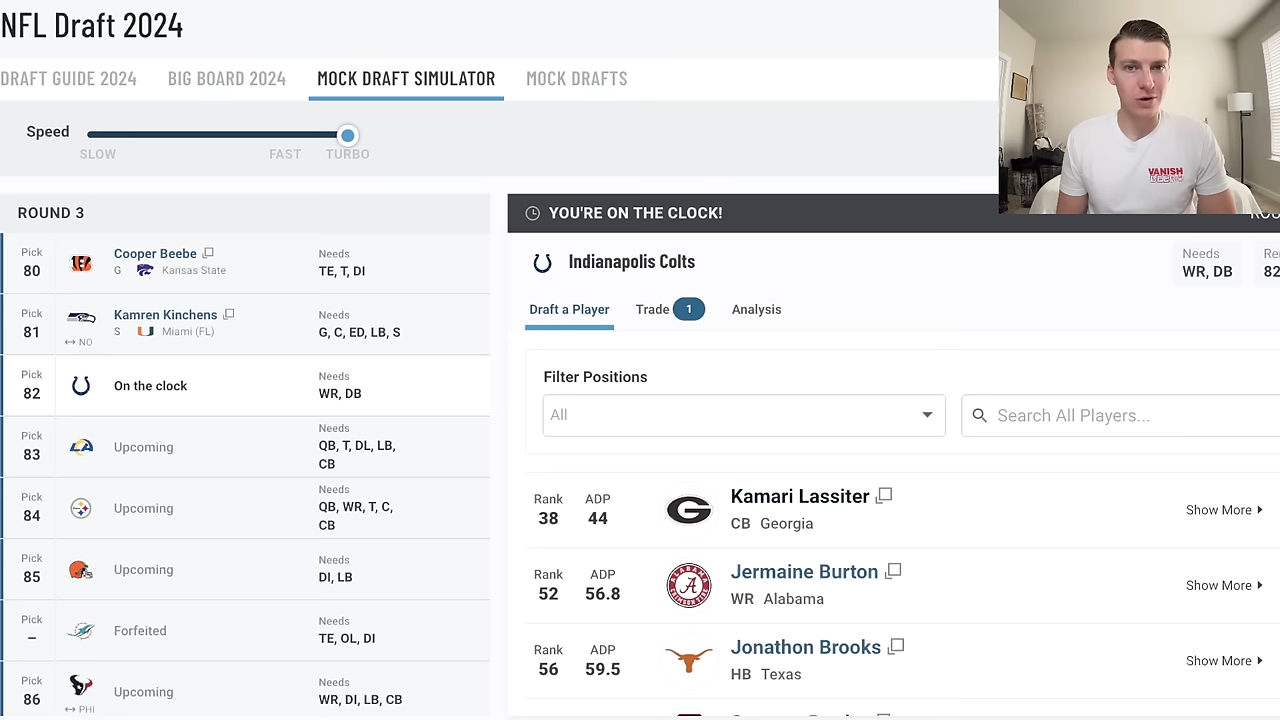 NFL Draft 2024
DRAFT GUIDE 2024 BIG BOARD 2024 MOCK DRAFT SIMULATOR MOCK DRAFTS
Speed
SLOW FAST TURBO
ROUND 3
Pick 80
Cooper Beebe
G Kansas State
Needs
TE, T, DI
Pick 81
NO
Kamren Kinchens
S Miami (FL)
Needs
G, C, ED, LB, S
Pick 82
On the clock
Needs
WR, DB
Pick 83
Upcoming
Needs
QB, T, DL, LB,
CB
Pick 84
Upcoming
Needs
QB, WR, T, C,
CB
Pick 85
Upcoming
Needs
DI, LB
Pick –
Forfeited
Needs
TE, OL, DI
Pick 86
PHI
Upcoming
Needs
WR, DI, LB, CB
YOU'RE ON THE CLOCK!
Indianapolis Colts
Needs
WR, DB
82
Draft a Player Trade 1 Analysis
Filter Positions
All
Search All Players...
Rank 38
ADP 44
Kamari Lassiter
CB Georgia
Show More
Rank 52
ADP 56.8
ALABAMA
A
Jermaine Burton
WR Alabama
Show More
Rank 56
ADP 59.5
Jonathon Brooks
HB Texas
Show More
VANISH